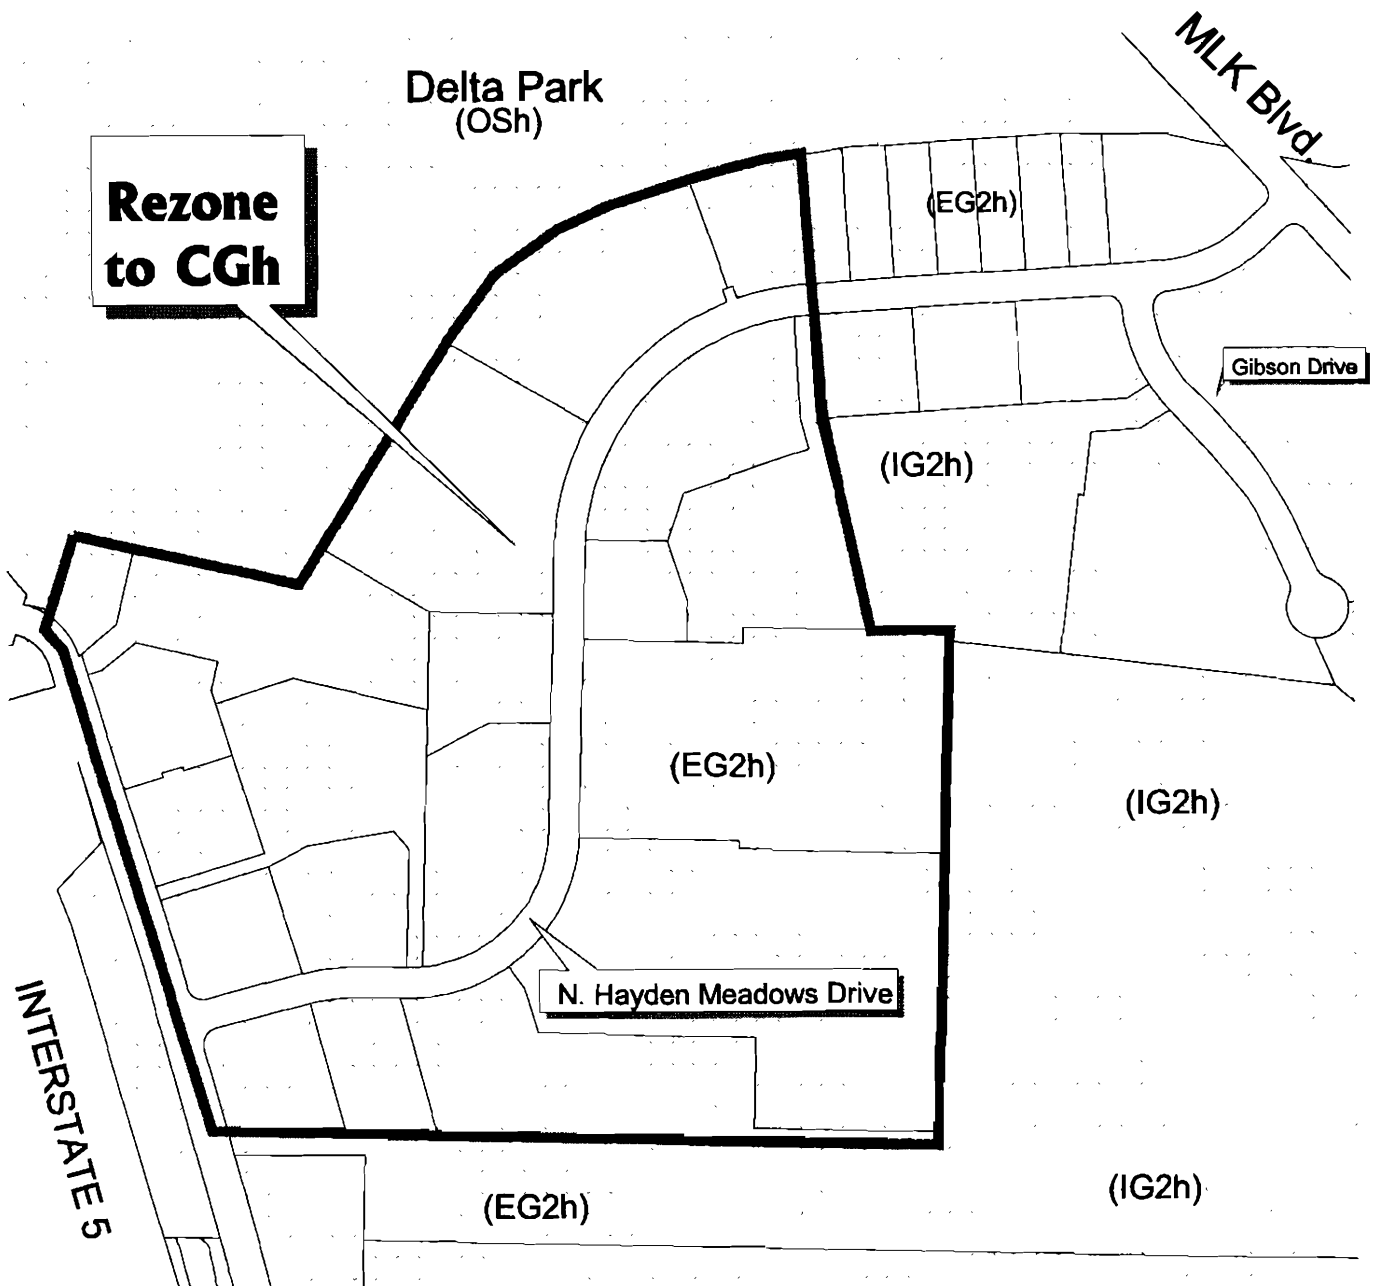 MLK Blvd.
Delta Park
(OSh)
Rezone
to CGh
(EG2h)
Gibson Drive
(IG2h)
(EG2h)
(IG2h)
N. Hayden Meadows Drive
INTERSTATE 5
(EG2h)
(IG2h)